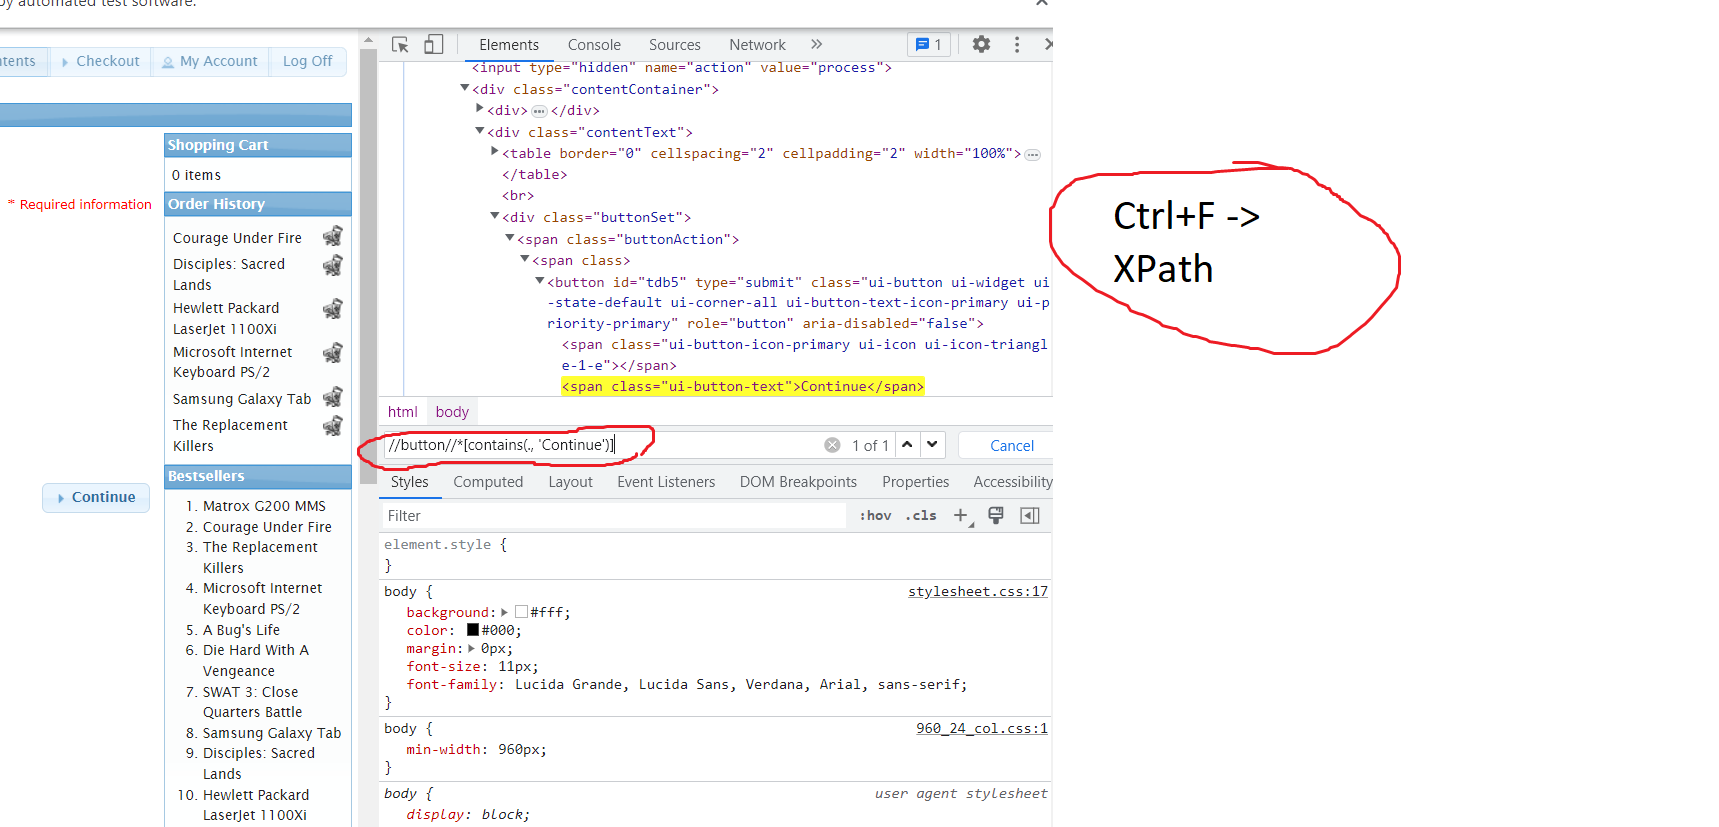 by automated test software.
ntents
Checkout
My Account
Log Off
Shopping Cart
0 items
* Required information
Order History
Courage Under Fire
Disciples: Sacred
Lands
Hewlett Packard
LaserJet 1100Xi
Microsoft Internet
Keyboard PS/2
Samsung Galaxy Tab
The Replacement
Killers
Bestsellers
Continue
1. Matrox G200 MMS
2. Courage Under Fire
3. The Replacement
Killers
4. Microsoft Internet
Keyboard PS/2
5. A Bug's Life
6. Die Hard With A
Vengeance
7. SWAT 3: Close
Quarters Battle
8. Samsung Galaxy Tab
9. Disciples: Sacred
Lands
10. Hewlett Packard
LaserJet 1100Xi
Elements Console Sources Network » 1
<input type="hidden" name="action" value="process">
<div class="contentContainer">
<div> … </div>
<div class="contentText">
<table border="0" cellspacing="2" cellpadding="2" width="100%"> …
</table>
<br>
<div class="buttonSet">
<span class="buttonAction">
<span class>
<button id="tdb5" type="submit" class="ui-button ui-widget ui
-state-default ui-corner-all ui-button-text-icon-primary ui-p
riority-primary" role="button" aria-disabled="false">
<span class="ui-button-icon-primary ui-icon ui-icon-triangl
e-1-e"></span>
<span class="ui-button-text">Continue</span>
html body
//button//*[contains(., 'Continue')] 1 of 1 Cancel
Styles Computed Layout Event Listeners DOM Breakpoints Properties Accessibility
Filter :hov .cls +
element.style {
}
body { stylesheet.css:17
background: #fff;
color: #000;
margin: 0px;
font-size: 11px;
font-family: Lucida Grande, Lucida Sans, Verdana, Arial, sans-serif;
}
body { 960_24_col.css:1
min-width: 960px;
}
body { user agent stylesheet
display: block;
Ctrl+F ->
XPath